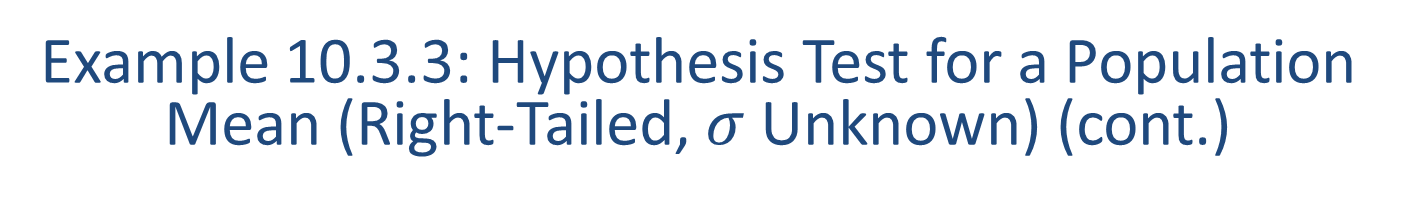 Example 10.3.3: Hypothesis Test for a Population
Mean (Right-Tailed, 𝜎 Unknown) (cont.)